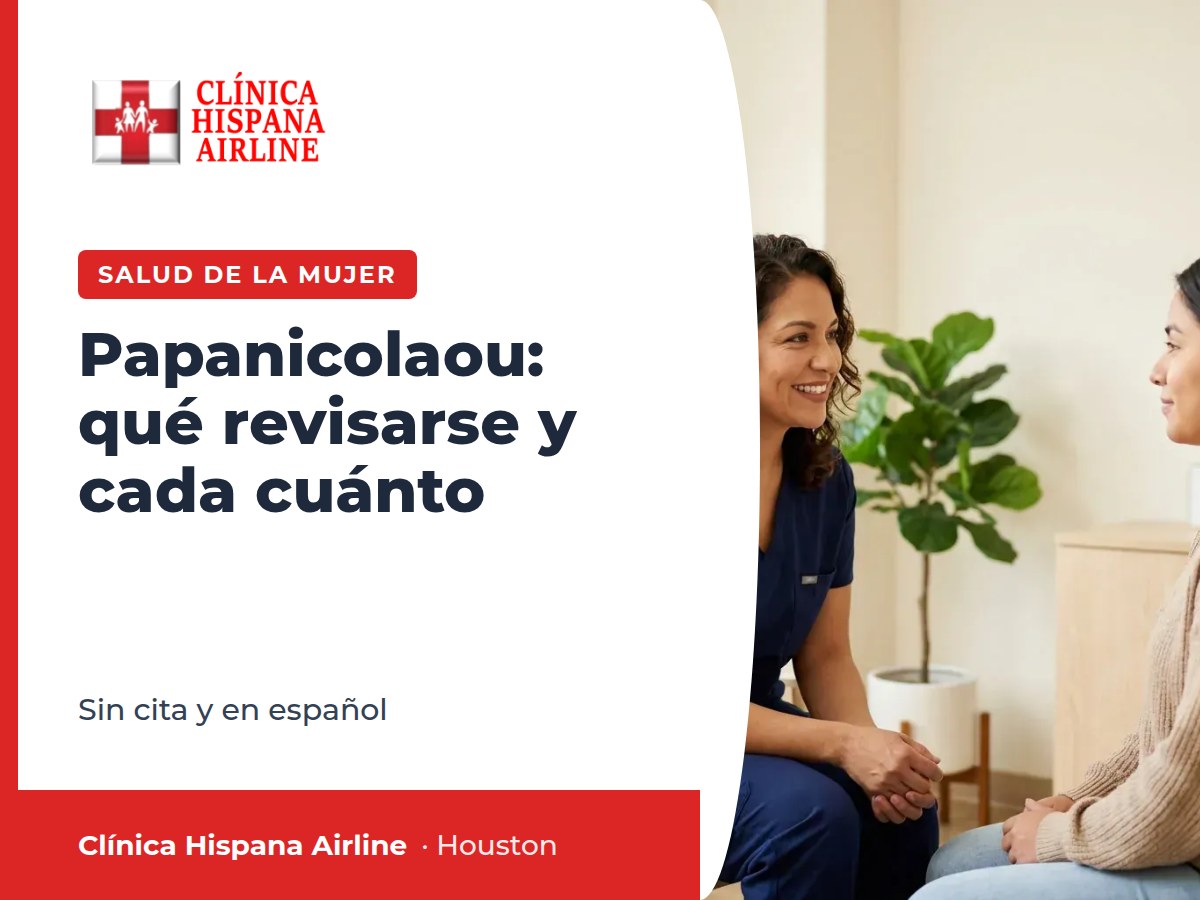 CLÍNICA
HISPANA
AIRLINE
SALUD DE LA MUJER
Papanicolaou:
qué revisarse y
cada cuánto
Sin cita y en español
Clínica Hispana Airline · Houston